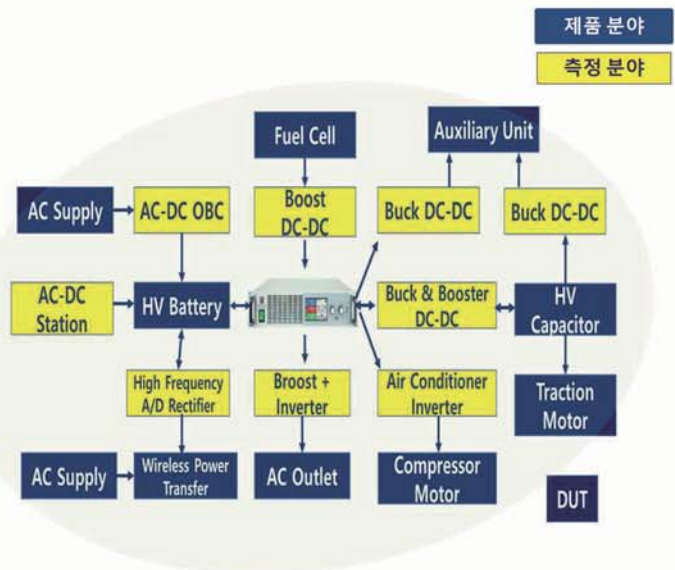 제품 분야
측정 분야
Fuel Cell
Auxiliary Unit
AC Supply
AC-DC OBC
Boost
DC-DC
Buck DC-DC
Buck DC-DC
AC-DC
Station
HV Battery
Buck & Booster
DC-DC
HV
Capacitor
High Frequency
A/D Rectifier
Broost +
Inverter
Air Conditioner
Inverter
Traction
Motor
AC Supply
Wireless Power
Transfer
AC Outlet
Compressor
Motor
DUT